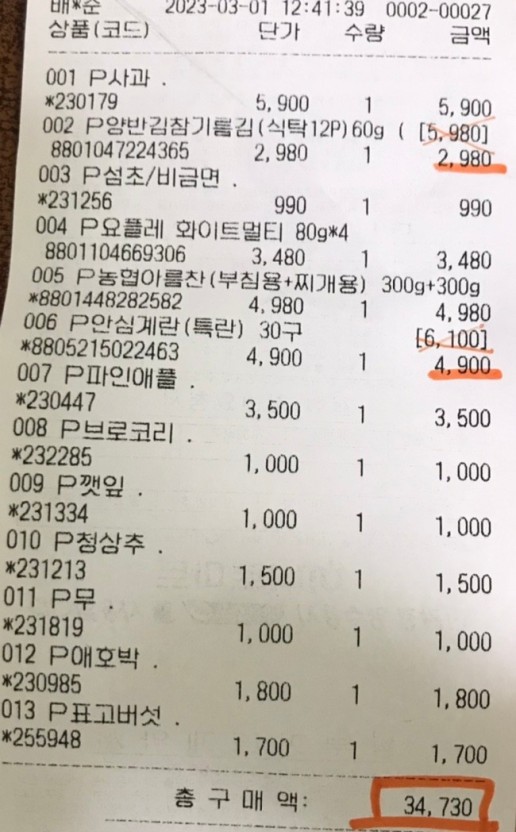 배*순 2023-03-01 12:41:39 0002-00027
상품(코드) 단가 수량 금액
001 P사과 .
*230179 5,900 1 5,900
002 P양반김참기름김(식탁12P)60g ( [5,980]
8801047224365 2,980 1 2,980
003 P섬초/비금면 .
*231256 990 1 990
004 P요플레 화이트멀티 80g*4
8801104669306 3,480 1 3,480
005 P농협아름찬(부침용+찌개용) 300g+300g
*8801448282582 4,980 1 4,980
006 P안심계란(특란) 30구 [6,100]
*8805215022463 4,900 1 4,900
007 P파인애플 .
*230447 3,500 1 3,500
008 P브로코리 .
*232285 1,000 1 1,000
009 P깻잎 .
*231334 1,000 1 1,000
010 P청상추 .
*231213 1,500 1 1,500
011 P무 .
*231819 1,000 1 1,000
012 P애호박 .
*230985 1,800 1 1,800
013 P표고버섯 .
*255948 1,700 1 1,700
총 구 매 액: 34,730